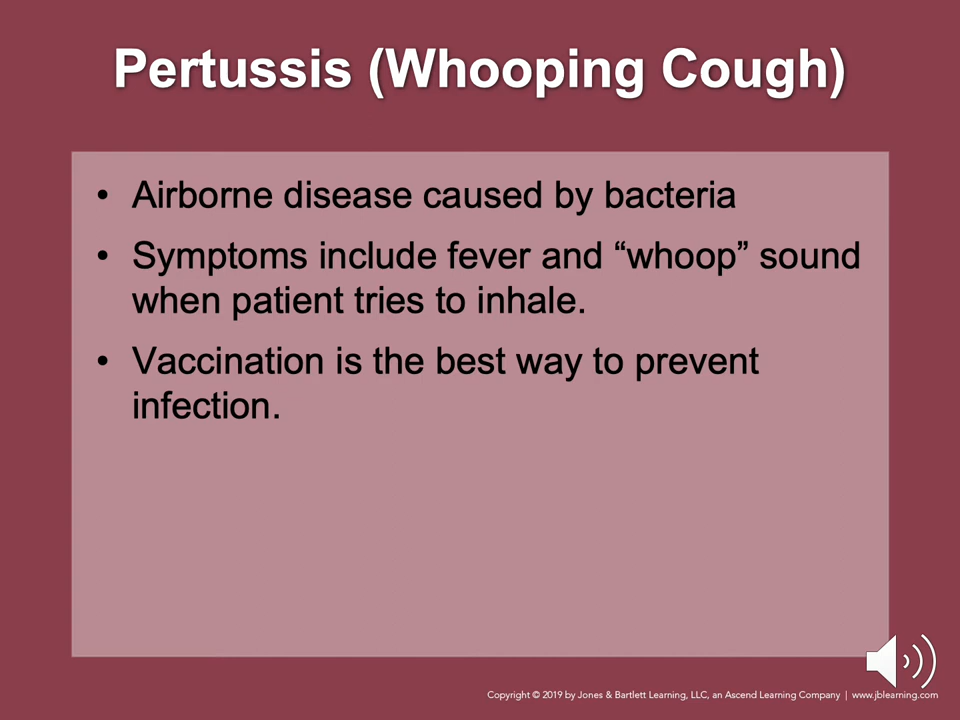 Pertussis (Whooping Cough)
• Airborne disease caused by bacteria
• Symptoms include fever and “whoop” sound
when patient tries to inhale.
• Vaccination is the best way to prevent
infection.
Copyright © 2019 by Jones & Bartlett Learning, LLC, an Ascend Learning Company | www.jblearning.com